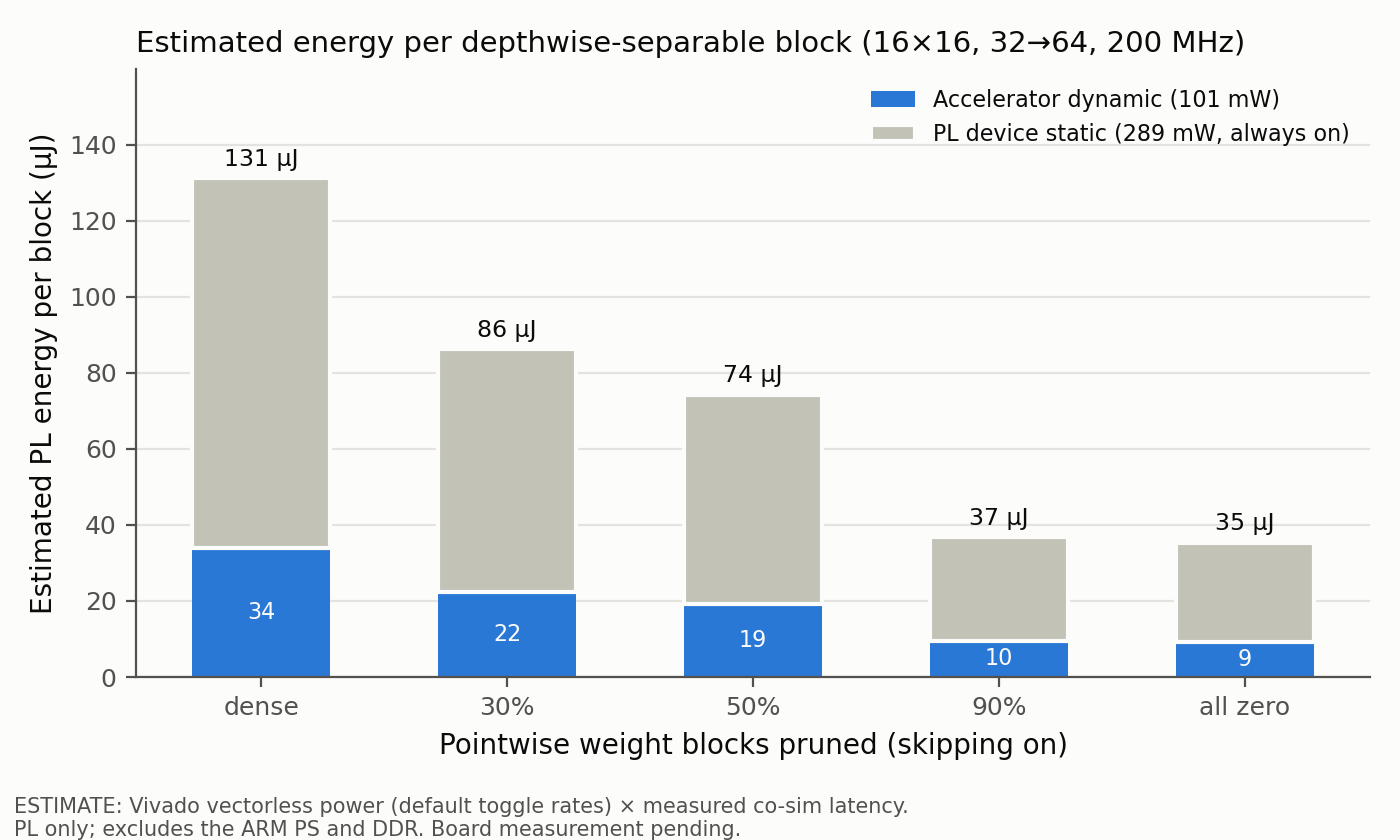 Estimated energy per depthwise-separable block (16×16, 32→64, 200 MHz)
Accelerator dynamic (101 mW)
PL device static (289 mW, always on)
Estimated PL energy per block (µJ)
140
120
100
80
60
40
20
0
131 µJ
86 µJ
74 µJ
37 µJ
35 µJ
34
22
19
10
9
dense
30%
50%
90%
all zero
Pointwise weight blocks pruned (skipping on)
ESTIMATE: Vivado vectorless power (default toggle rates) × measured co-sim latency.
PL only; excludes the ARM PS and DDR. Board measurement pending.